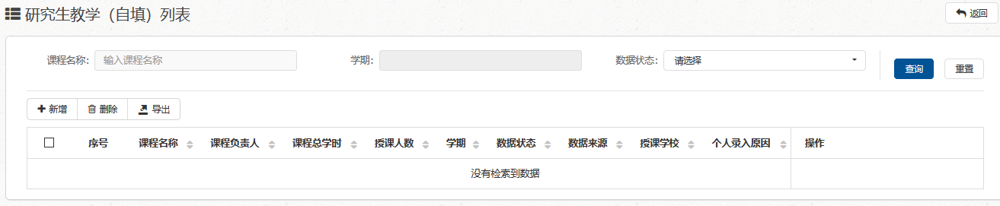 研究生教学（自填）列表
返回
课程名称: 输入课程名称 学期: 数据状态: 请选择 查询 重置
新增 删除 导出
序号 课程名称 课程负责人 课程总学时 授课人数 学期 数据状态 数据来源 授课学校 个人录入原因 操作
没有检索到数据